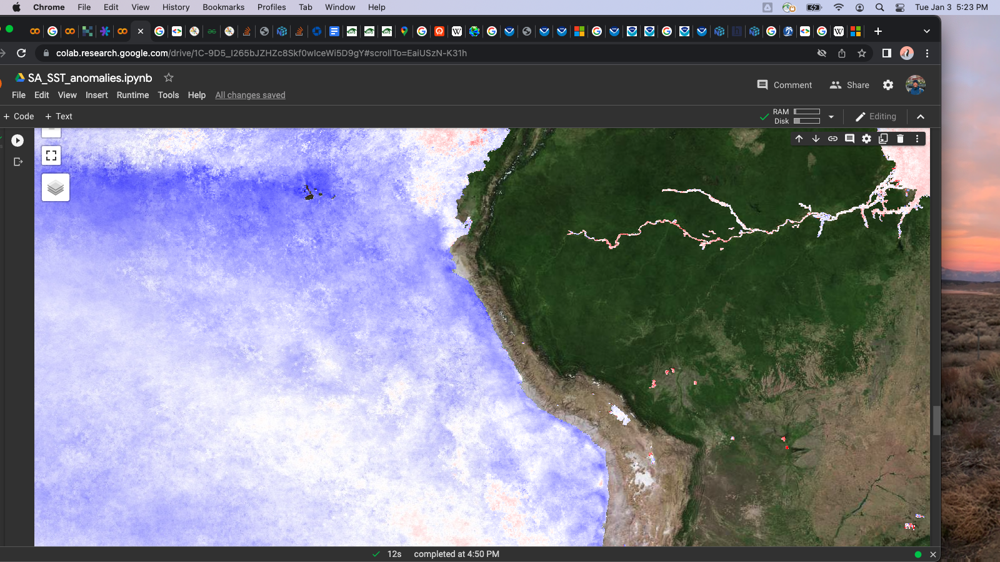 Chrome File Edit View History Bookmarks Profiles Tab Window Help Tue Jan 3 5:23 PM
colab.research.google.com/drive/1C-9D5_I265bJZHZc8Skf0wIceWi5D9gY#scrollTo=EaiUSzN-K31h
SA_SST_anomalies.ipynb
Comment Share
File Edit View Insert Runtime Tools Help All changes saved
+ Code + Text
RAM
Disk
Editing
12s completed at 4:50 PM